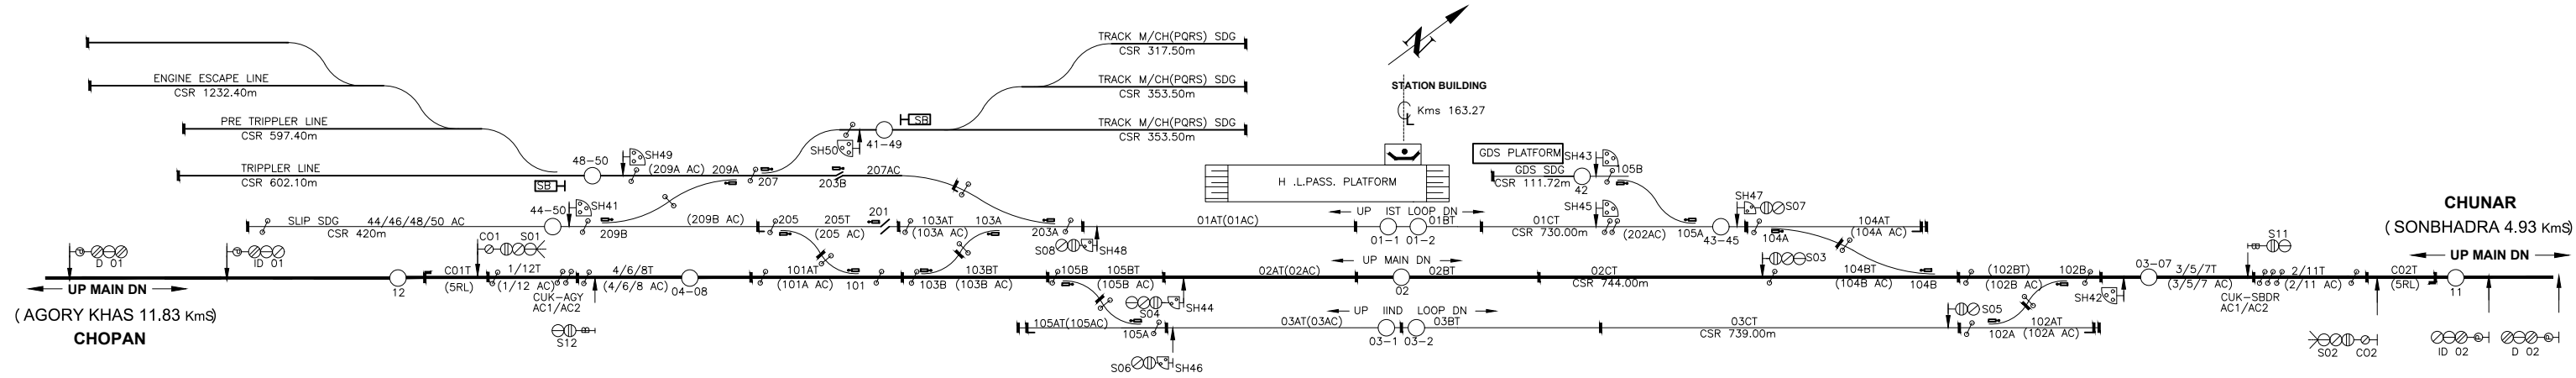 N
TRACK M/CH(PQRS) SDG
CSR 317.50m
ENGINE ESCAPE LINE
CSR 1232.40m
TRACK M/CH(PQRS) SDG
CSR 353.50m
STATION BUILDING
Kms 163.27
PRE TRIPPLER LINE
CSR 597.40m
SB
TRACK M/CH(PQRS) SDG
CSR 353.50m
41-49
SH50
48-50
SH49
GDS PLATFORM
SH43
TRIPPLER LINE
CSR 602.10m
SB
(209A AC)
209A
207
203B
207AC
H .L.PASS. PLATFORM
GDS SDG
CSR 111.72m
42
105B
44-50
SH41
SH45
SH47
S07
SLIP SDG
44/46/48/50 AC
CSR 420m
209B
(209B AC)
205
205T
(205 AC)
201
103AT
(103A AC)
103A
203A
01AT(01AC)
UP IST LOOP DN
01-1
01-2
01BT
01CT
CSR 730.00m
(202AC)
105A
43-45
104A
104AT
(104A AC)
CHUNAR
( SONBHADRA 4.93 KmS)
S08
SH48
D 01
ID 01
CO1
S01
S11
UP MAIN DN
( AGORY KHAS 11.83 KmS)
CHOPAN
12
C01T
(5RL)
1/12T
(1/12 AC)
CUK-AGY
AC1/AC2
S12
4/6/8T
(4/6/8 AC)
04-08
101AT
(101A AC)
101
103B
103BT
(103B AC)
105B
105BT
(105B AC)
02AT(02AC)
UP MAIN DN
02
02BT
02CT
CSR 744.00m
S03
104BT
(104B AC)
104B
(102BT)
(102B AC)
102B
SH42
03-07
3/5/7T
(3/5/7 AC)
CUK-SBDR
AC1/AC2
2/11T
(2/11 AC)
C02T
(5RL)
11
UP MAIN DN
S04
SH44
105AT(105AC)
105A
03AT(03AC)
UP IIND LOOP DN
03-1
03-2
03BT
03CT
CSR 739.00m
S05
102A
102AT
(102A AC)
S06
SH46
S02
CO2
ID 02
D 02